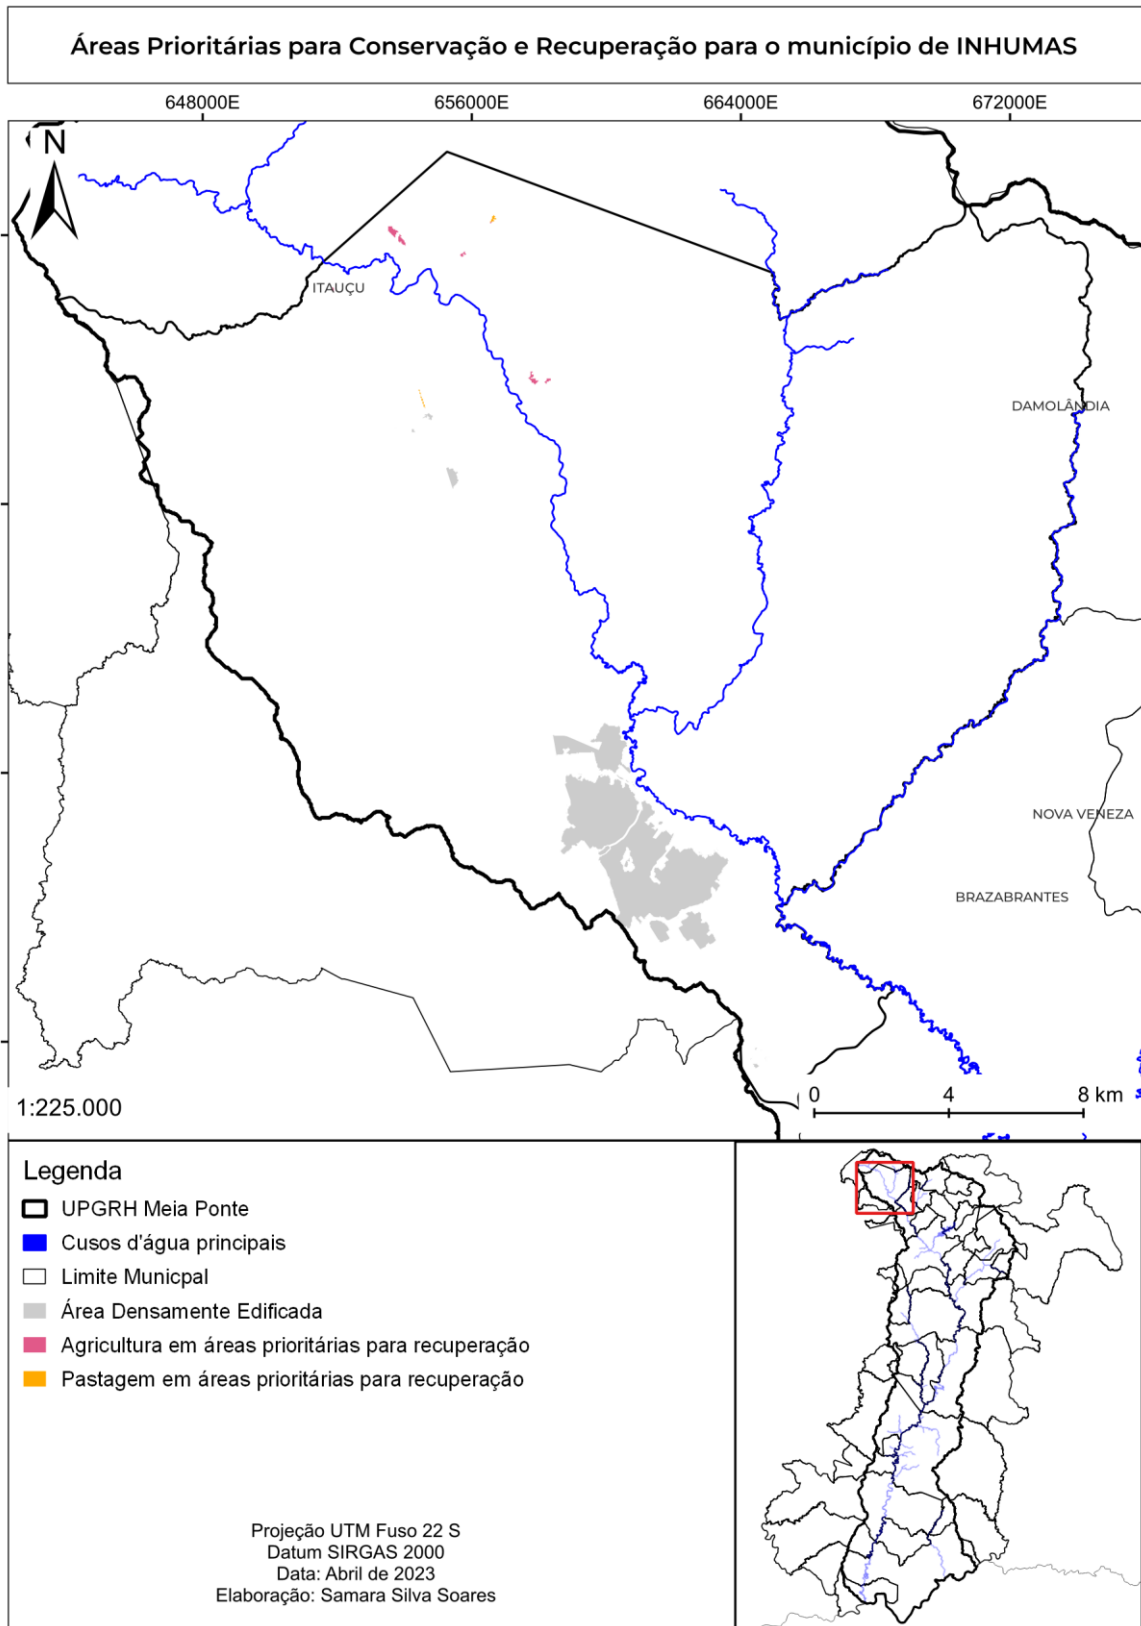 Áreas Prioritárias para Conservação e Recuperação para o município de INHUMAS
648000E
656000E
664000E
672000E
N
ITAUÇU
DAMOLÂNDIA
NOVA VENEZA
BRAZABRANTES
1:225.000
0
4
8 km
Legenda
UPGRH Meia Ponte
Cusos d'água principais
Limite Municpal
Área Densamente Edificada
Agricultura em áreas prioritárias para recuperação
Pastagem em áreas prioritárias para recuperação
Projeção UTM Fuso 22 S
Datum SIRGAS 2000
Data: Abril de 2023
Elaboração: Samara Silva Soares